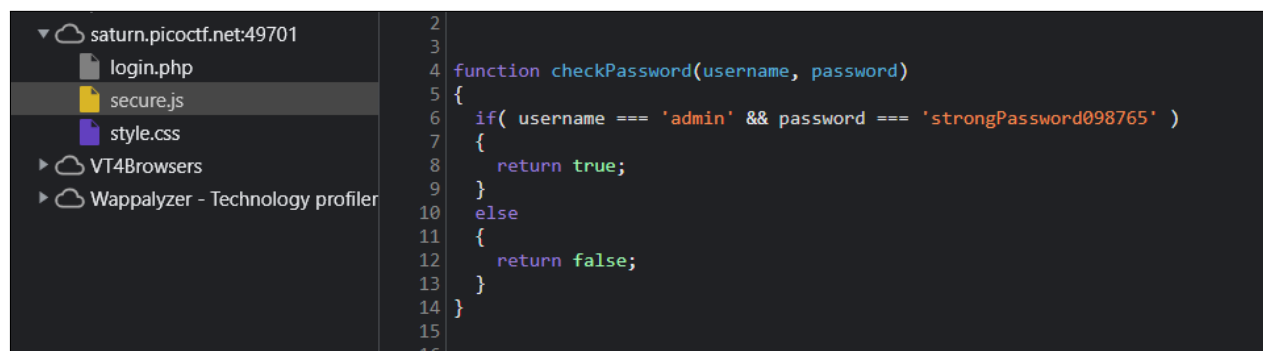 saturn.picoctf.net:49701
login.php
secure.js
style.css
VT4Browsers
Wappalyzer - Technology profiler
2
3
4 function checkPassword(username, password)
5 {
6   if( username === 'admin' && password === 'strongPassword098765' )
7   {
8     return true;
9   }
10   else
11   {
12     return false;
13   }
14 }
15